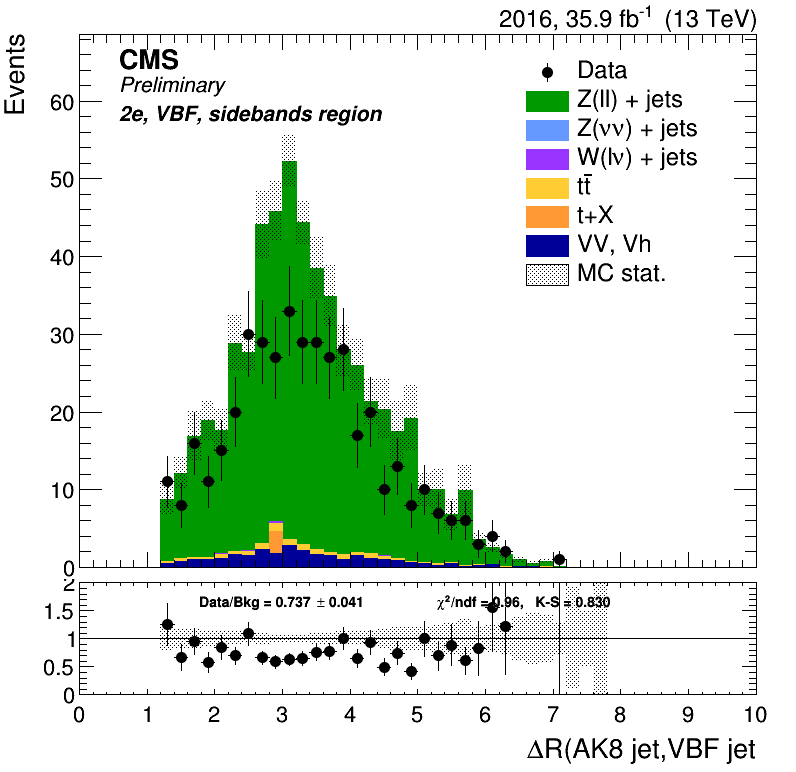 2016, 35.9 fb⁻¹ (13 TeV)
Events
CMS
Preliminary
2e, VBF, sidebands region
Data
Z(ll) + jets
Z(νν) + jets
W(lν) + jets
tt̄
t+X
VV, Vh
MC stat.
60
50
40
30
20
10
0
Data/Bkg = 0.737 ± 0.041
χ²/ndf = 0.96, K-S = 0.830
2
1.5
1
0.5
0
0 1 2 3 4 5 6 7 8 9 10
ΔR(AK8 jet,VBF jet